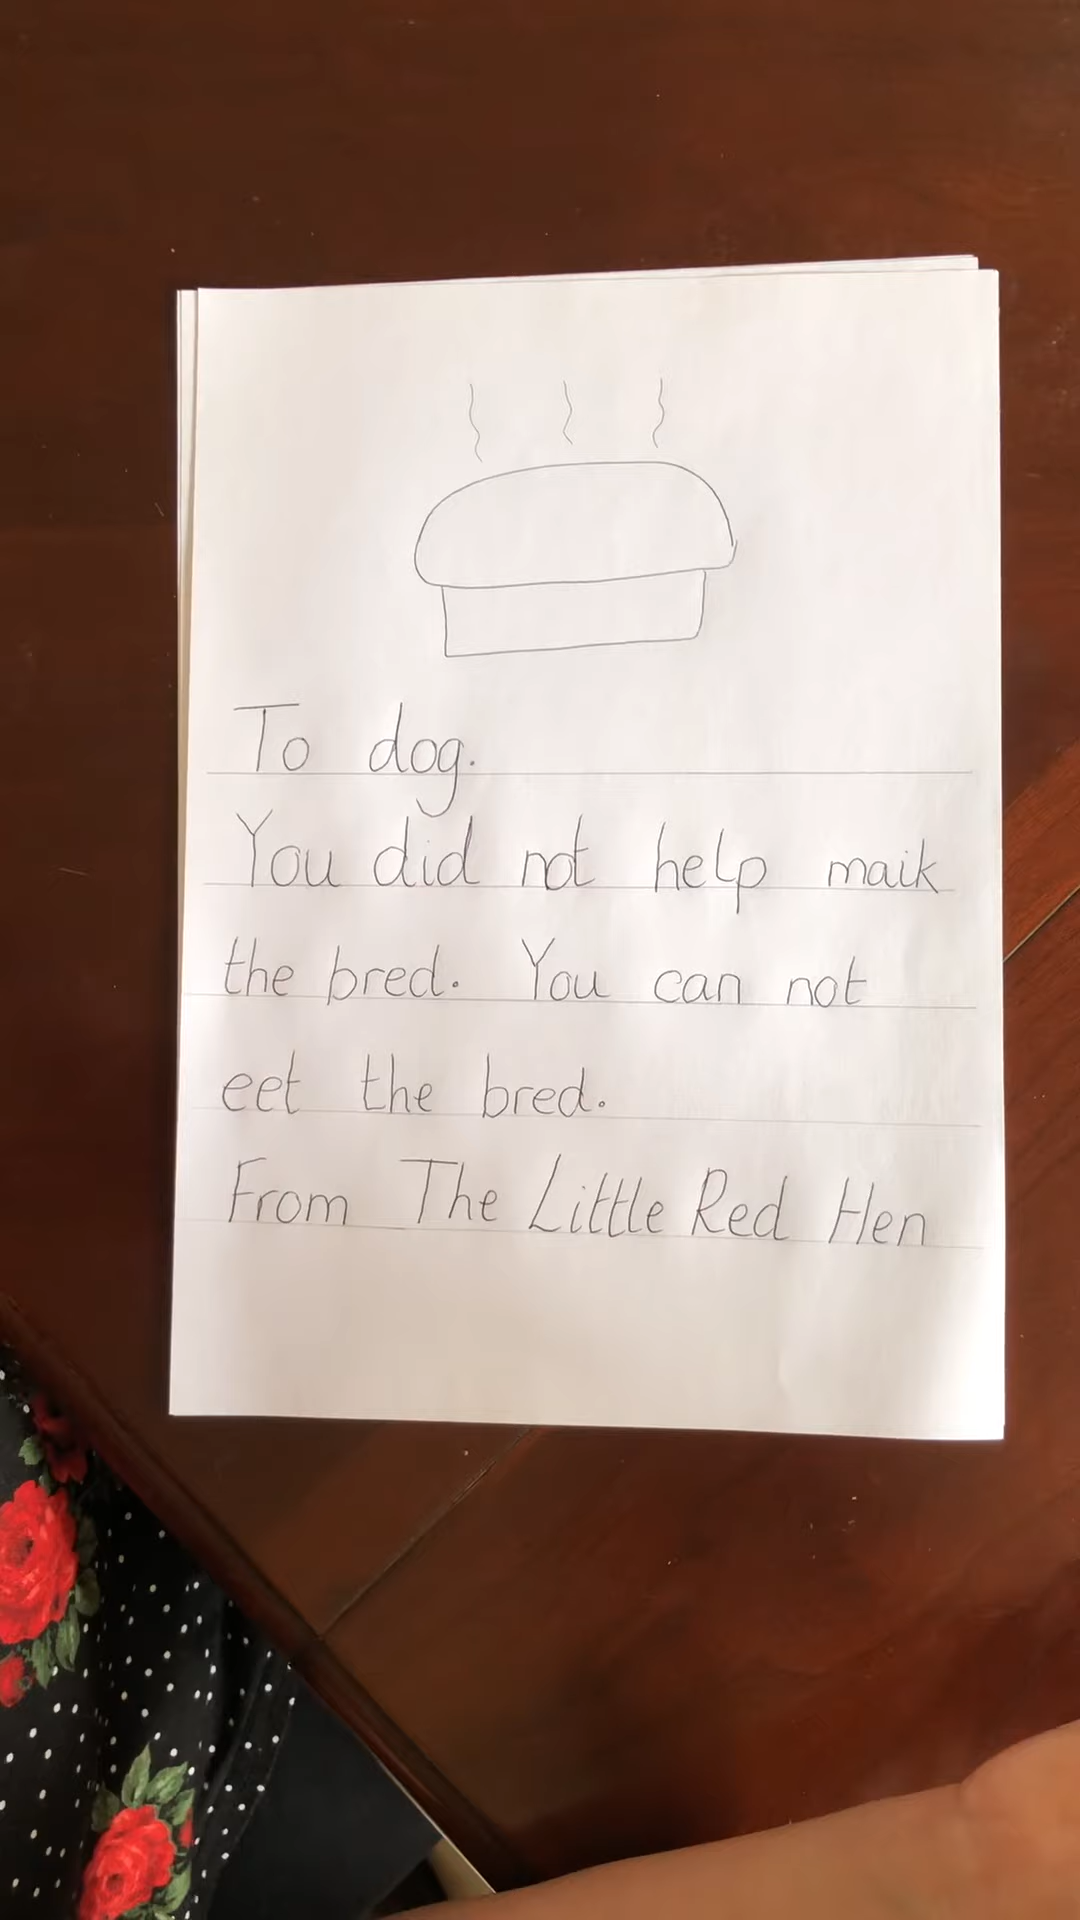 To dog.
You did not help maik
the bred. You can not
eet the bred.
From The Little Red Hen